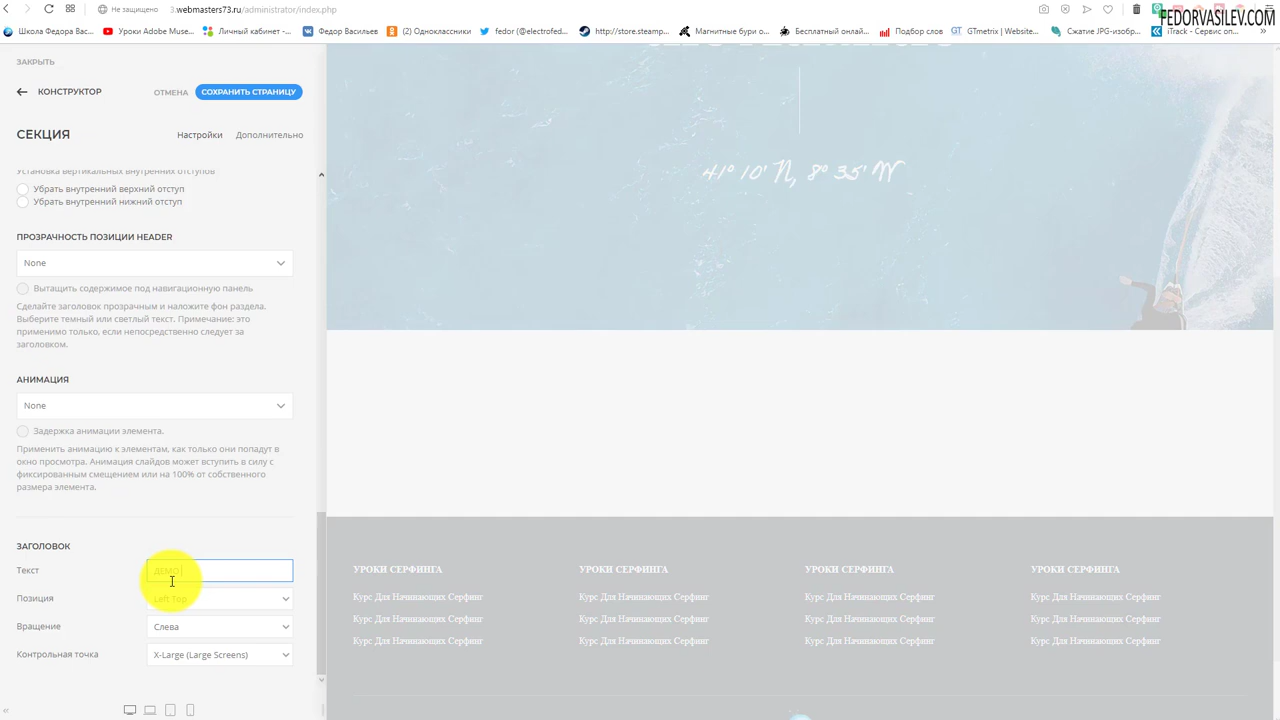 Не защищено
3.webmasters73.ru/administrator/index.php
FEDORVASILEV.COM
Школа Федора Вас...
Уроки Adobe Muse...
Личный кабинет -...
Федор Васильев
(2) Одноклассники
fedor (@electrofed...
http://store.steamp...
Магнитные бури о...
Бесплатный онлай...
Подбор слов
GTmetrix | Website...
Сжатие JPG-изобр...
iTrack - Сервис оп...
ЗАКРЫТЬ
КОНСТРУКТОР
ОТМЕНА
СОХРАНИТЬ СТРАНИЦУ
СЕКЦИЯ
Настройки
Дополнительно
Установка вертикальных внутренних отступов
Убрать внутренний верхний отступ
Убрать внутренний нижний отступ
ПРОЗРАЧНОСТЬ ПОЗИЦИИ HEADER
None
Вытащить содержимое под навигационную панель
Сделайте заголовок прозрачным и наложите фон раздела.
Выберите темный или светлый текст. Примечание: это
применимо только, если непосредственно следует за
заголовком.
АНИМАЦИЯ
None
Задержка анимации элемента.
Применить анимацию к элементам, как только они попадут в
окно просмотра. Анимация слайдов может вступить в силу с
фиксированным смещением или на 100% от собственного
размера элемента.
ЗАГОЛОВОК
Текст
ДЕМО
Позиция
Left Top
Вращение
Слева
Контрольная точка
X-Large (Large Screens)
41° 10' N, 8° 35' W
УРОКИ СЕРФИНГА
Курс Для Начинающих Серфинг
Курс Для Начинающих Серфинг
Курс Для Начинающих Серфинг
УРОКИ СЕРФИНГА
Курс Для Начинающих Серфинг
Курс Для Начинающих Серфинг
Курс Для Начинающих Серфинг
УРОКИ СЕРФИНГА
Курс Для Начинающих Серфинг
Курс Для Начинающих Серфинг
Курс Для Начинающих Серфинг
УРОКИ СЕРФИНГА
Курс Для Начинающих Серфинг
Курс Для Начинающих Серфинг
Курс Для Начинающих Серфинг